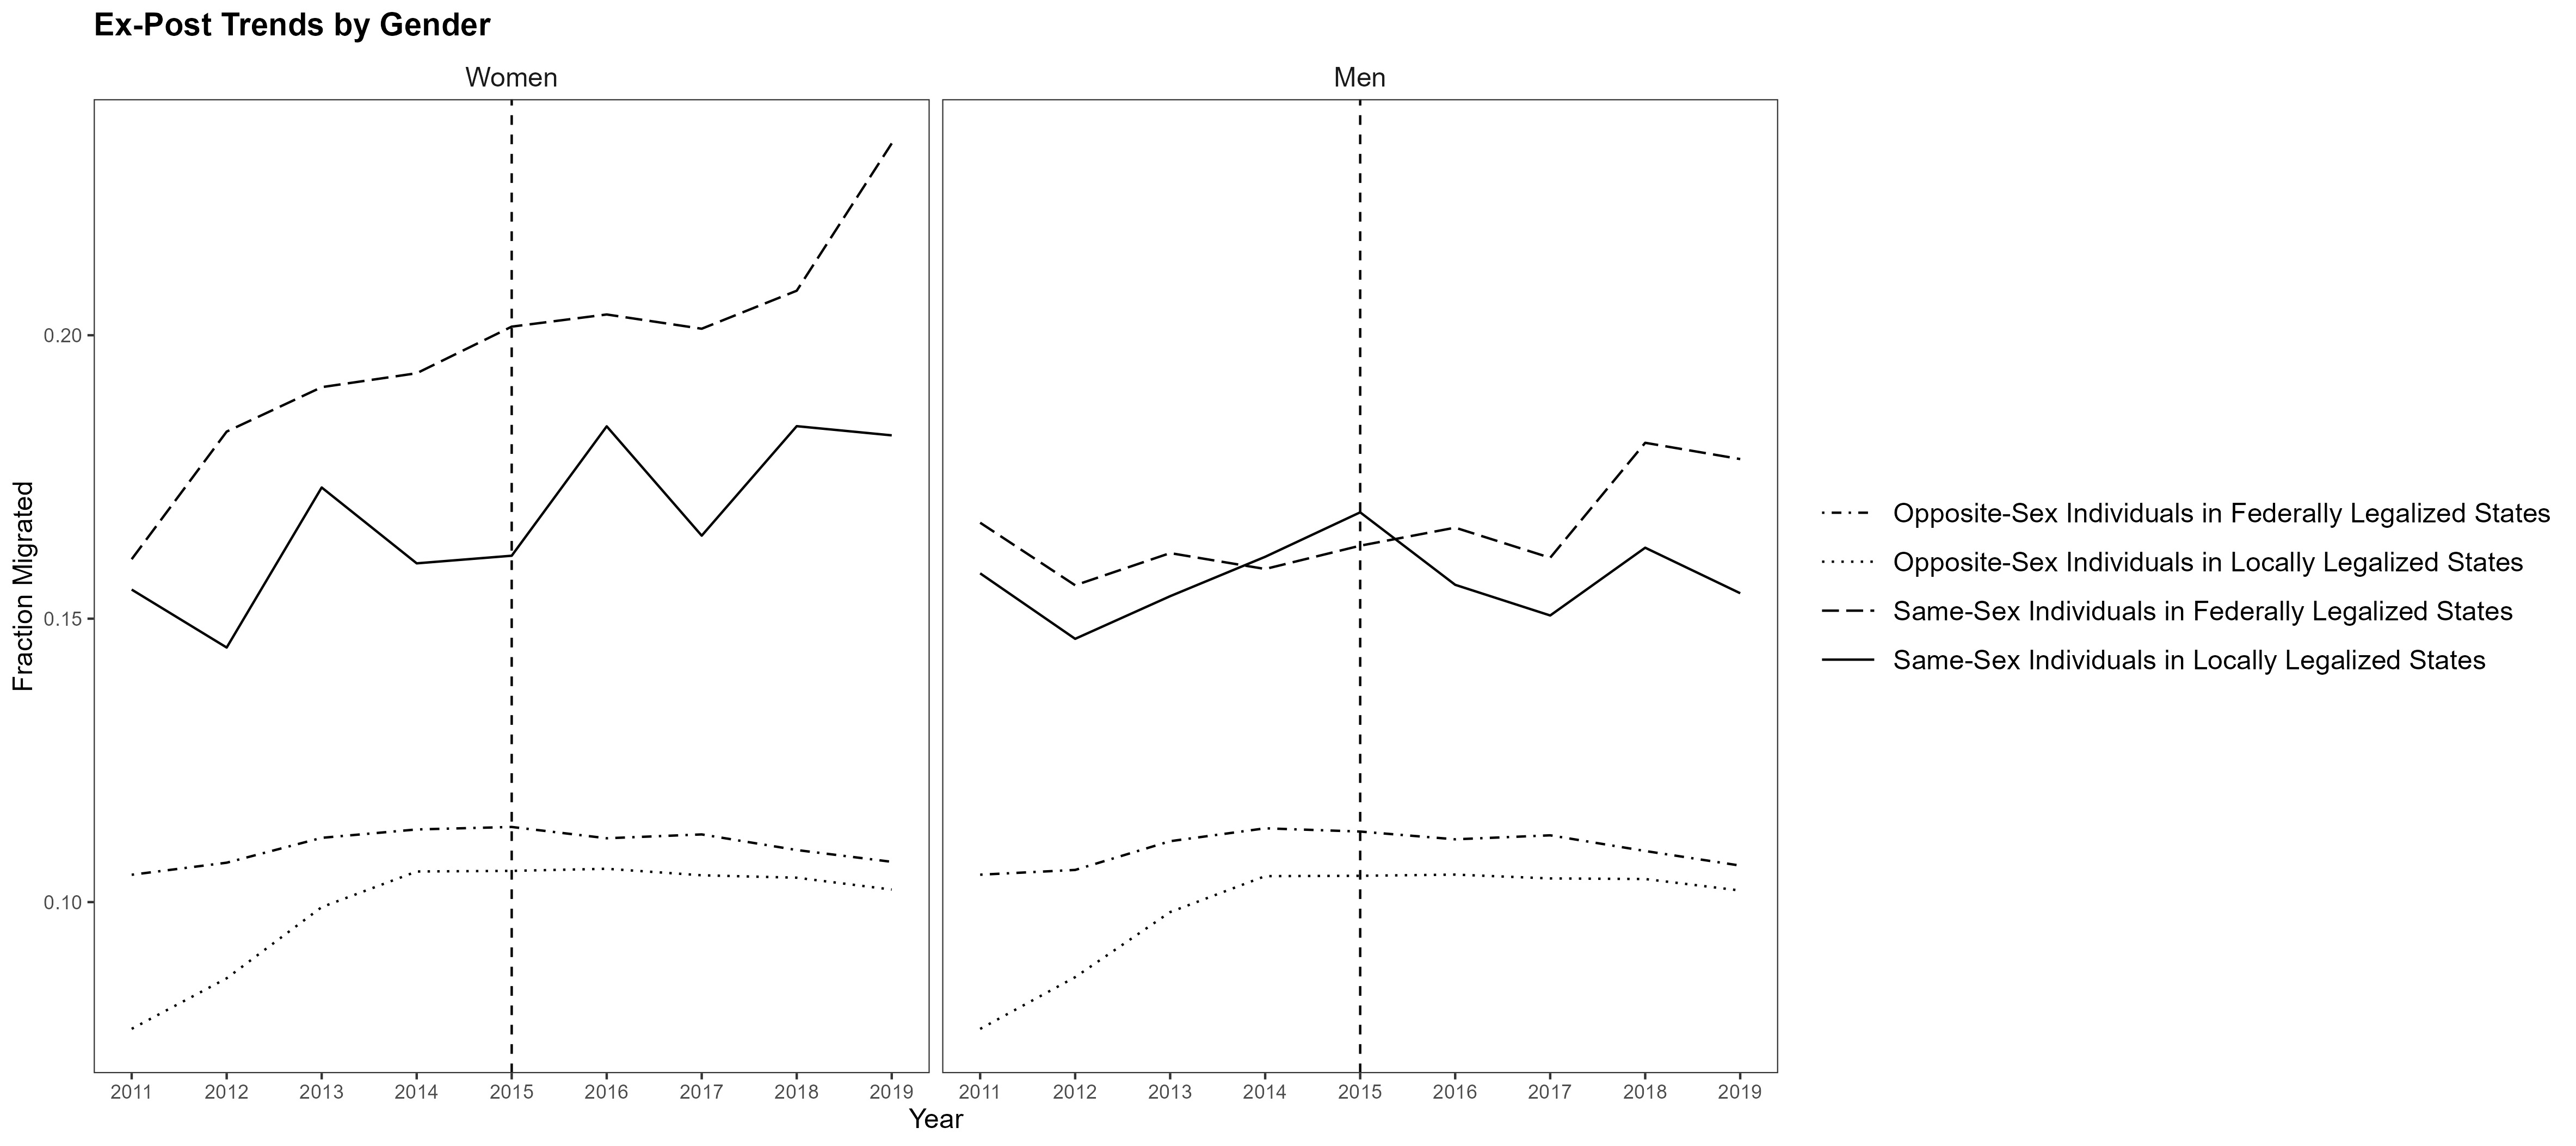 Ex-Post Trends by Gender
Women
Men
Fraction Migrated
0.20
0.15
0.10
2011 2012 2013 2014 2015 2016 2017 2018 2019
2011 2012 2013 2014 2015 2016 2017 2018 2019
Year
Opposite-Sex Individuals in Federally Legalized States
Opposite-Sex Individuals in Locally Legalized States
Same-Sex Individuals in Federally Legalized States
Same-Sex Individuals in Locally Legalized States